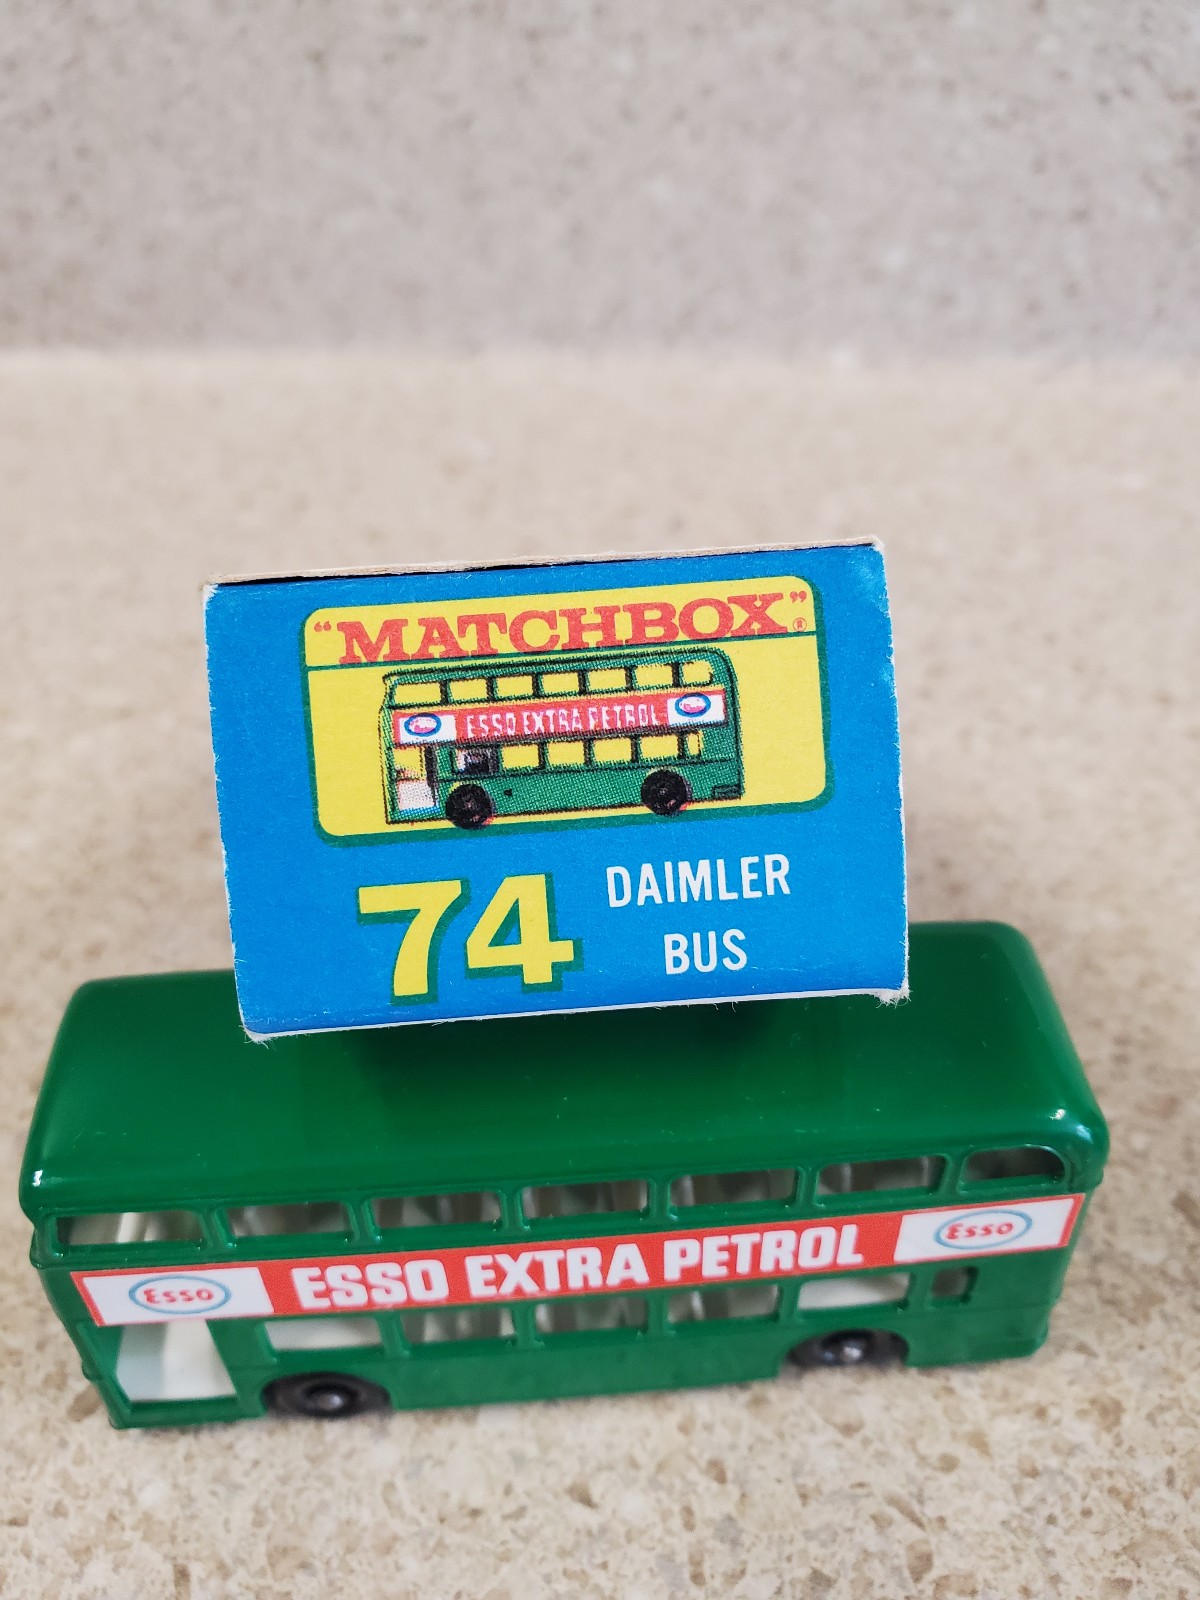 "MATCHBOX"®
ESSO EXTRA PETROL
74
DAIMLER
BUS
Esso ESSO EXTRA PETROL Esso